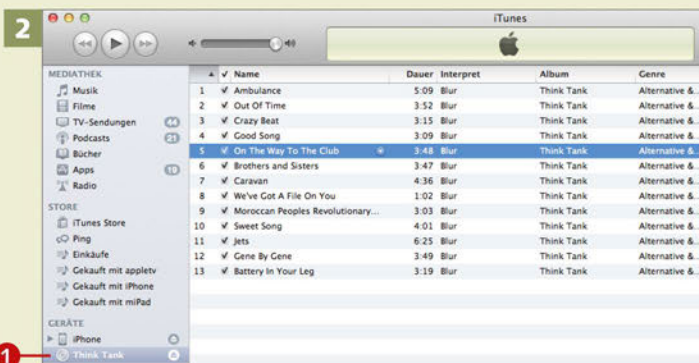 2
iTunes
MEDIATHEK
Musik
Filme
TV-Sendungen 44
Podcasts 21
Bücher
Apps 19
Radio
STORE
iTunes Store
Ping
Einkäufe
Gekauft mit appletv
Gekauft mit iPhone
Gekauft mit miPad
GERÄTE
iPhone
1 Think Tank
Name Dauer Interpret Album Genre
1 Ambulance 5:09 Blur Think Tank Alternative &...
2 Out Of Time 3:52 Blur Think Tank Alternative &...
3 Crazy Beat 3:15 Blur Think Tank Alternative &...
4 Good Song 3:09 Blur Think Tank Alternative &...
5 On The Way To The Club 3:48 Blur Think Tank Alternative &...
6 Brothers and Sisters 3:47 Blur Think Tank Alternative &...
7 Caravan 4:36 Blur Think Tank Alternative &...
8 We've Got A File On You 1:02 Blur Think Tank Alternative &...
9 Moroccan Peoples Revolutionary... 3:03 Blur Think Tank Alternative &...
10 Sweet Song 4:01 Blur Think Tank Alternative &...
11 Jets 6:25 Blur Think Tank Alternative &...
12 Gene By Gene 3:49 Blur Think Tank Alternative &...
13 Battery In Your Leg 3:19 Blur Think Tank Alternative &...